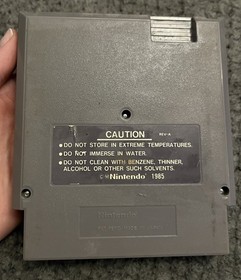 CAUTION REV-A
• DO NOT STORE IN EXTREME TEMPERATURES.
• DO NOT IMMERSE IN WATER.
• DO NOT CLEAN WITH BENZENE, THINNER,
ALCOHOL OR OTHER SUCH SOLVENTS.
© Nintendo 1985